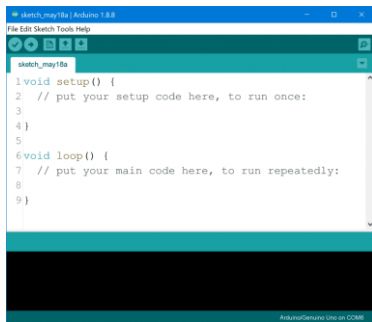 sketch_may18a | Arduino 1.8.8
File Edit Sketch Tools Help
sketch_may18a
1 void setup() {
2   // put your setup code here, to run once:
3
4 }
5
6 void loop() {
7   // put your main code here, to run repeatedly:
8
9 }
Arduino/Genuino Uno on COM8